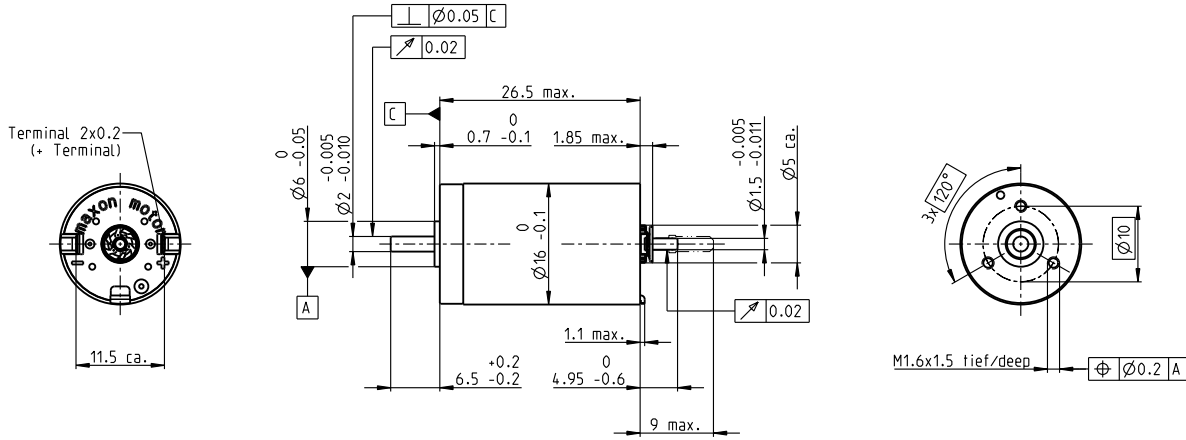 ⊥ Ø0.05 C
↗ 0.02
26.5 max.
C
0
0.7 -0.1
1.85 max.
Terminal 2x0.2
(+ Terminal)
0
Ø6 -0.05
-0.005
Ø2 -0.010
-0.005
Ø1.5 -0.011
Ø5 ca.
maxon motor
- +
0
Ø16 -0.1
3x 120°
Ø10
A
↗ 0.02
1.1 max.
11.5 ca.
+0.2
6.5 -0.2
0
4.95 -0.6
M1.6x1.5 tief/deep
⌖ Ø0.2 A
9 max.